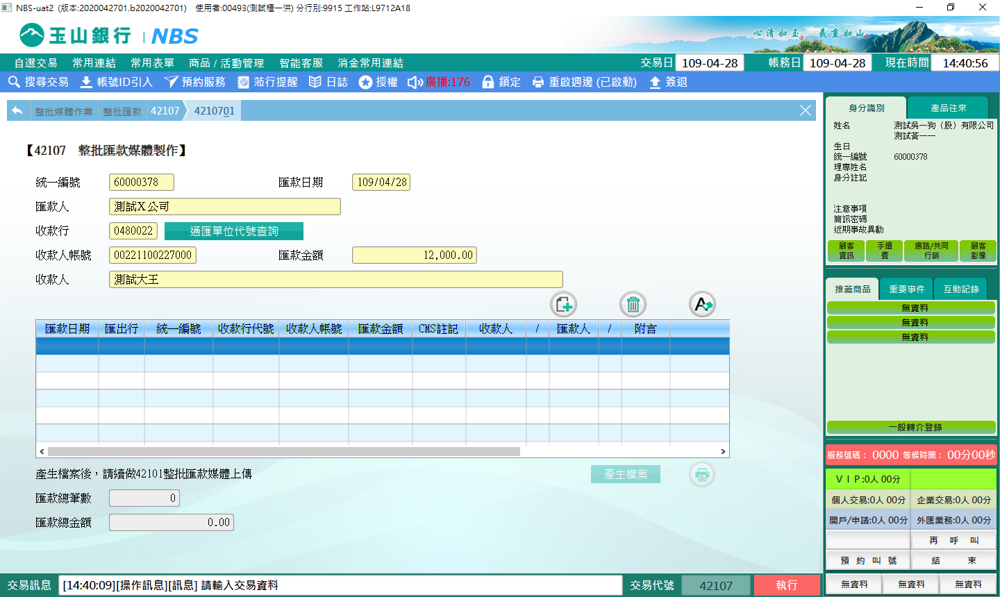 NBS-uat2 (版本:2020042701.b2020042701) 使用者:00493(測試櫃一洪) 分行別:9915 工作站:L9712A18
玉山銀行 | NBS
心清如玉。義重如山。
自選交易 常用連結 常用表單 商品 / 活動管理 智能客服 消金常用連結 交易日 109-04-28 帳務日 109-04-28 現在時間 14:40:56
搜尋交易 帳號ID引入 預約服務 蒞行提醒 日誌 授權 廣播:176 鎖定 重啟週邊 (已啟動) 簽退
整批媒體作業 整批匯款 42107 4210701
【42107 整批匯款媒體製作】
統一編號 60000378 匯款日期 109/04/28
匯款人 測試X公司
收款行 0480022 通匯單位代號查詢
收款人帳號 00221100227000 匯款金額 12,000.00
收款人 測試大王
匯款日期 匯出行 統一編號 收款行代號 收款人帳號 匯款金額 CMS註記 收款人 / 匯款人 / 附言
產生檔案後，請續做42101整批匯款媒體上傳 產生檔案
匯款總筆數 0
匯款總金額 0.00
交易訊息 [14:40:09][操作訊息][訊息] 請輸入交易資料 交易代號 42107 執行
身分識別 產品往來
姓名 測試吳一狗（股）有限公司
測試黃一一
生日
統一編號 60000378
理專姓名
身分註記
注意事項
簡訊密碼
近期事故異動
顧客資訊 手續費 通路/共同行銷 顧客影像
推薦商品 重要事件 互動記錄
無資料
無資料
無資料
一般轉介登錄
服務號碼： 0000 等候時間： 00分00秒
ＶＩＰ:0人 00分
個人交易:0人 00分 企業交易:0人 00分
開戶/申請:0人 00分 外匯業務:0人 00分
再 呼 叫
預 約 叫 號 結 束
無資料 無資料 無資料